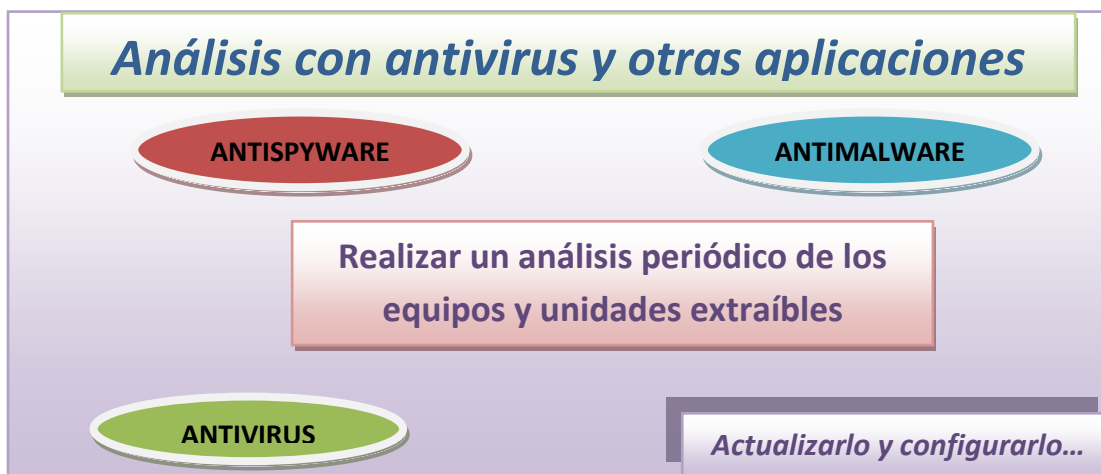 Análisis con antivirus y otras aplicaciones
ANTISPYWARE
ANTIMALWARE
Realizar un análisis periódico de los
equipos y unidades extraíbles
ANTIVIRUS
Actualizarlo y configurarlo...